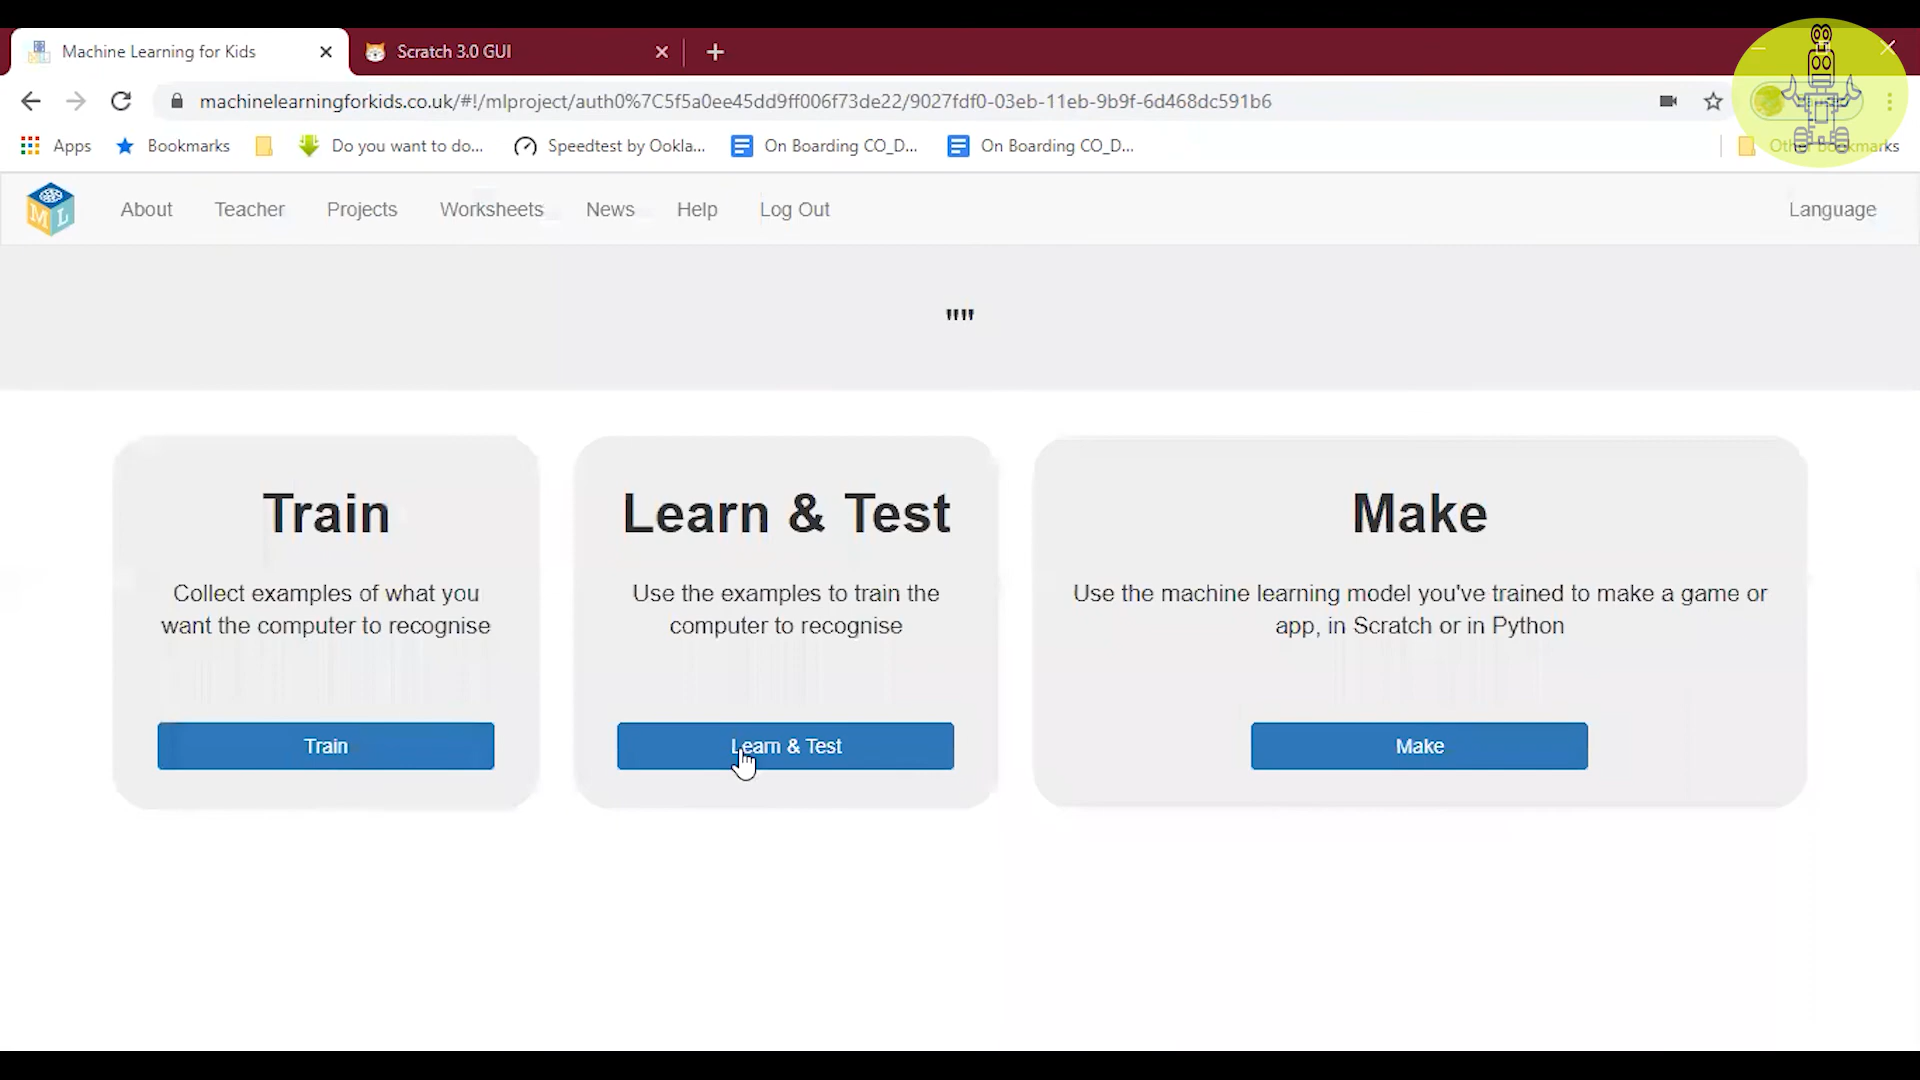 Machine Learning for Kids
Scratch 3.0 GUI
machinelearningforkids.co.uk/#!/mlproject/auth0%7C5f5a0ee45dd9ff006f73de22/9027fdf0-03eb-11eb-9b9f-6d468dc591b6
Apps Bookmarks Do you want to do... Speedtest by Ookla... On Boarding CO_D... On Boarding CO_D... Other bookmarks
ML About Teacher Projects Worksheets News Help Log Out Language
""
Train
Collect examples of what you
want the computer to recognise
Train
Learn & Test
Use the examples to train the
computer to recognise
Learn & Test
Make
Use the machine learning model you've trained to make a game or
app, in Scratch or in Python
Make